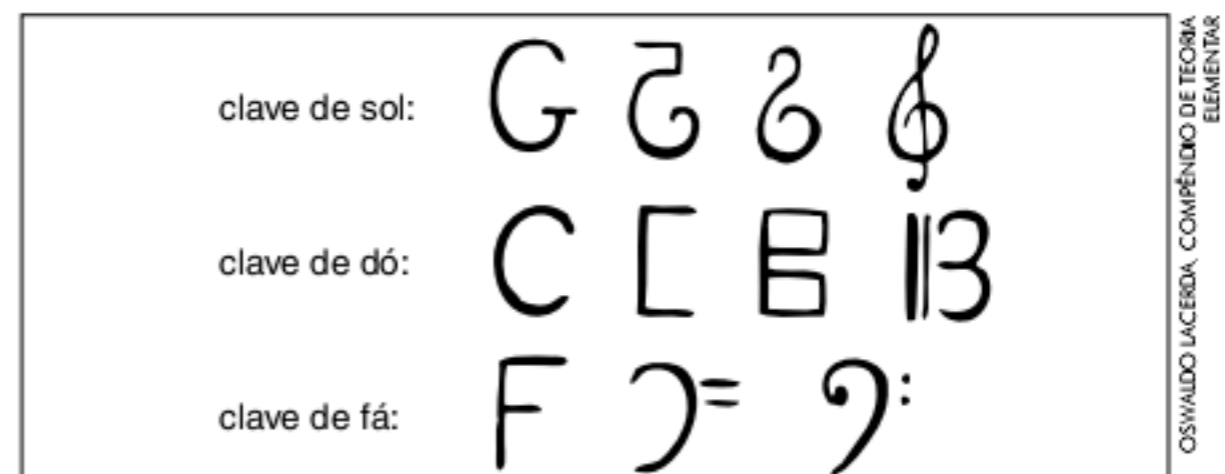 clave de sol: G
clave de dó: C
clave de fá: F
OSWALDO LACERDA, COMPÊNDIO DE TEORIA
ELEMENTAR